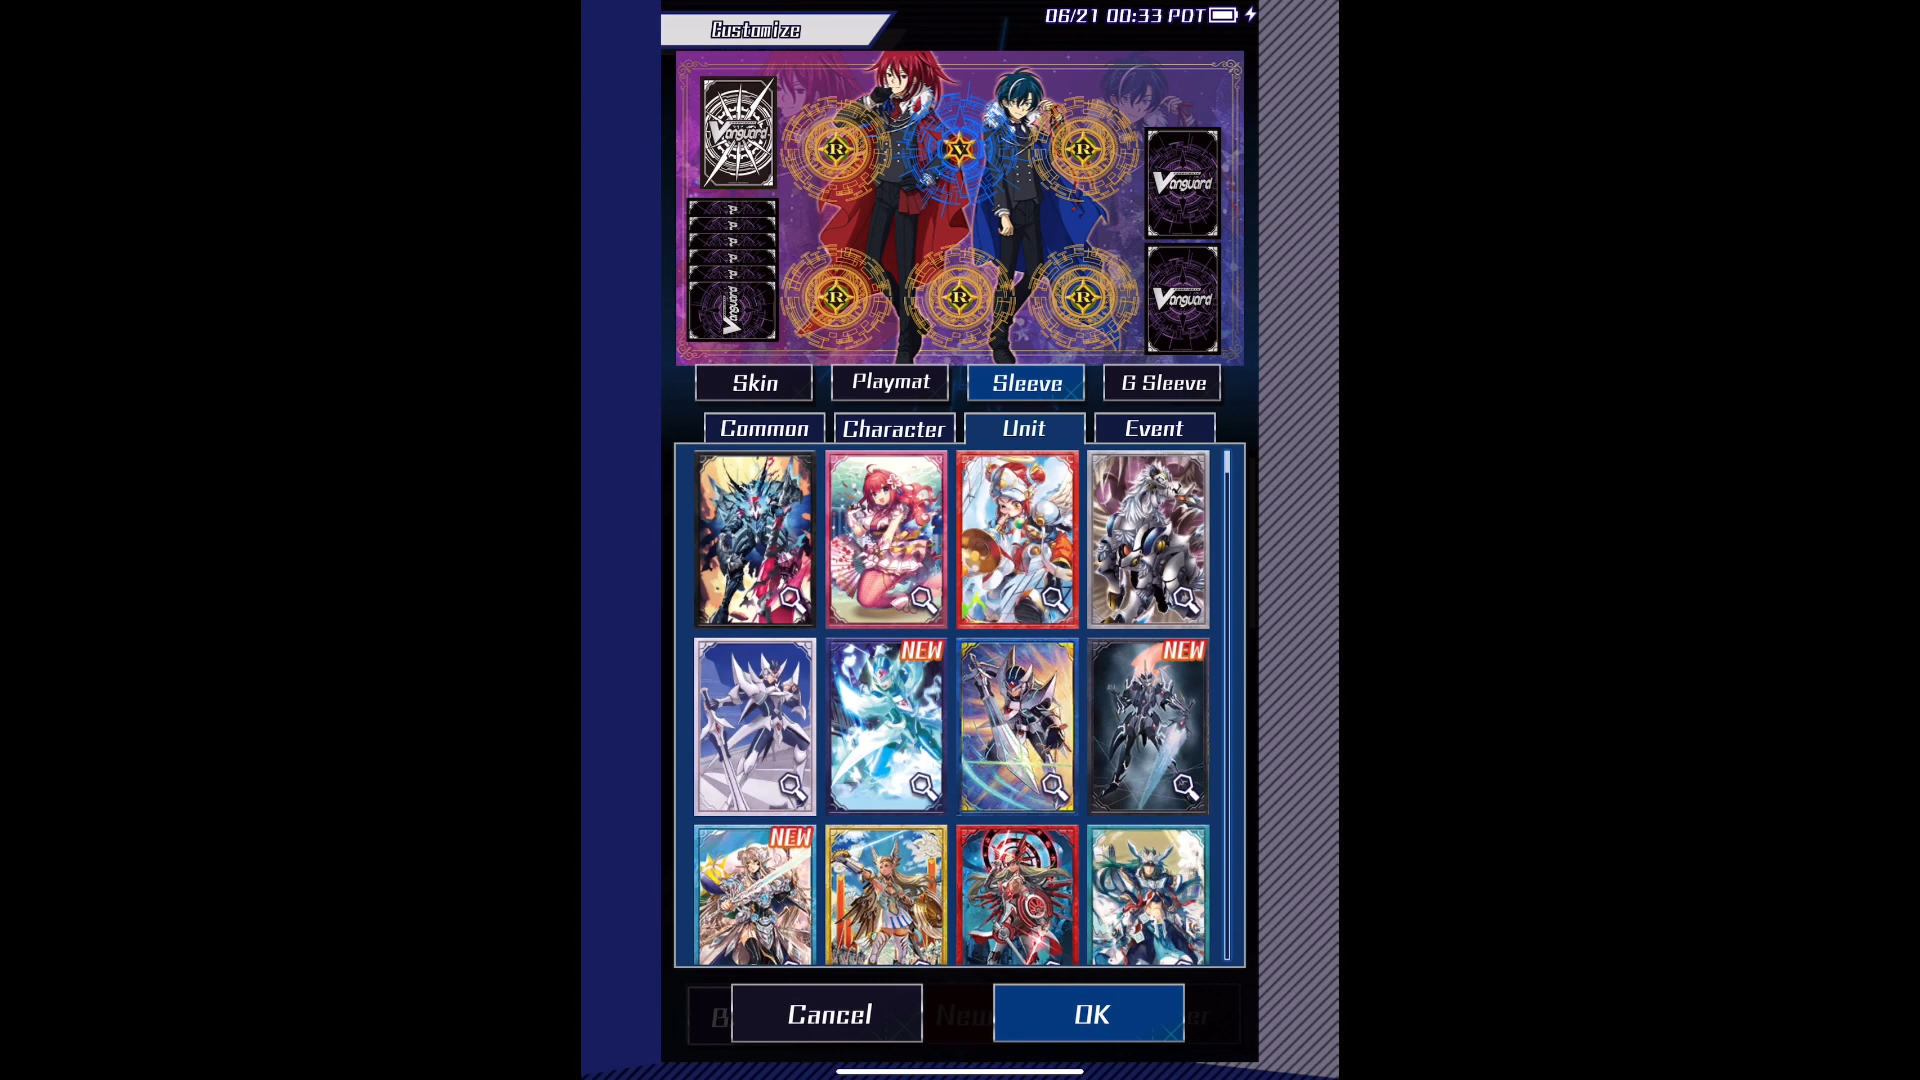 Customize
06/21 00:33 PDT
Vanguard
R
V
R
Vanguard
P
P
P
P
P
Vanguard
R
R
R
Vanguard
Skin
Playmat
Sleeve
G Sleeve
Common
Character
Unit
Event
NEW
NEW
NEW
Cancel
OK